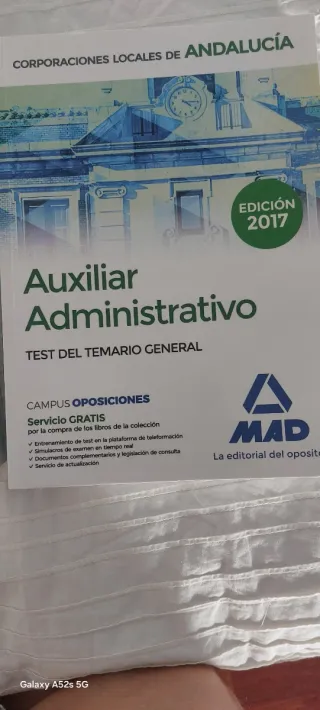 CORPORACIONES LOCALES DE ANDALUCÍA
EDICIÓN
2017
Auxiliar
Administrativo
TEST DEL TEMARIO GENERAL
CAMPUS OPOSICIONES
Servicio GRATIS
por la compra de los libros de la colección
✓ Entrenamiento de test en la plataforma de teleformación
✓ Simulacros de examen en tiempo real
✓ Documentos complementarios y legislación de consulta
✓ Servicio de actualización
MAD
La editorial del oposito
Galaxy A52s 5G